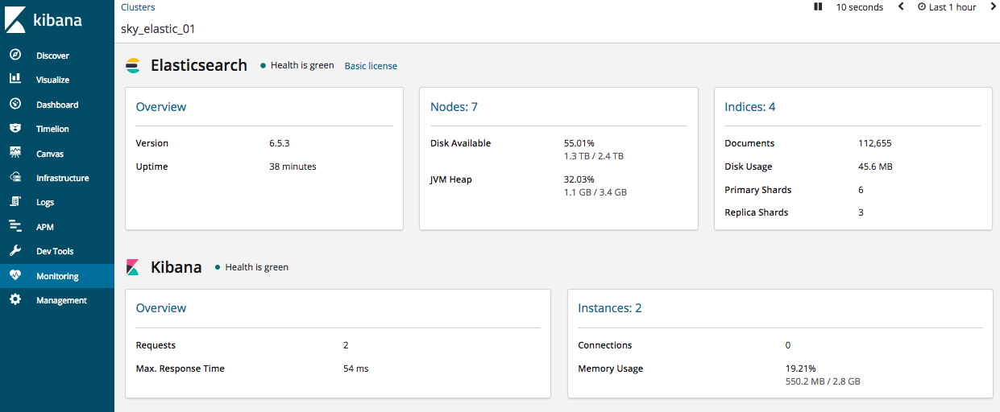 kibana
Discover
Visualize
Dashboard
Timelion
Canvas
Infrastructure
Logs
APM
Dev Tools
Monitoring
Management
Clusters
10 seconds
Last 1 hour
sky_elastic_01
Elasticsearch
Health is green
Basic license
Overview
Version 6.5.3
Uptime 38 minutes
Nodes: 7
Disk Available 55.01%
1.3 TB / 2.4 TB
JVM Heap 32.03%
1.1 GB / 3.4 GB
Indices: 4
Documents 112,655
Disk Usage 45.6 MB
Primary Shards 6
Replica Shards 3
Kibana
Health is green
Overview
Requests 2
Max. Response Time 54 ms
Instances: 2
Connections 0
Memory Usage 19.21%
550.2 MB / 2.8 GB